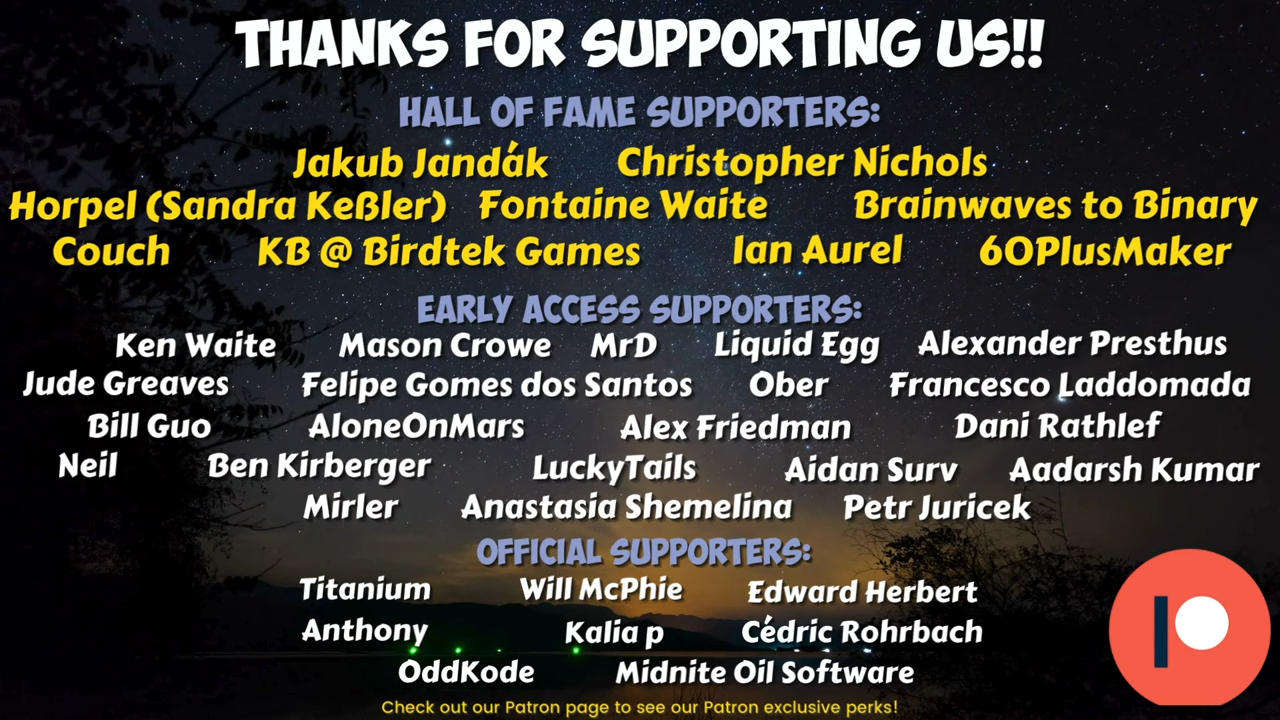 THANKS FOR SUPPORTING US!!
HALL OF FAME SUPPORTERS:
Jakub Jandák Christopher Nichols
Horpel (Sandra Keßler) Fontaine Waite Brainwaves to Binary
Couch KB @ Birdtek Games Ian Aurel 60PlusMaker
EARLY ACCESS SUPPORTERS:
Ken Waite Mason Crowe MrD Liquid Egg Alexander Presthus
Jude Greaves Felipe Gomes dos Santos Ober Francesco Laddomada
Bill Guo AloneOnMars Alex Friedman Dani Rathlef
Neil Ben Kirberger LuckyTails Aidan Surv Aadarsh Kumar
Mirler Anastasia Shemelina Petr Juricek
OFFICIAL SUPPORTERS:
Titanium Will McPhie Edward Herbert
Anthony Kalia p Cédric Rohrbach
OddKode Midnite Oil Software
Check out our Patron page to see our Patron exclusive perks!